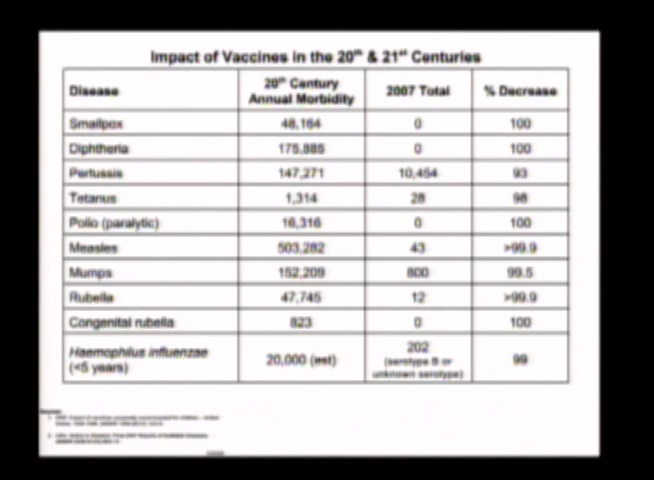 Impact of Vaccines in the 20th & 21st Centuries
Disease 20th Century Annual Morbidity 2007 Total % Decrease
Smallpox 48,164 0 100
Diphtheria 175,885 0 100
Pertussis 147,271 10,454 93
Tetanus 1,314 28 98
Polio (paralytic) 16,316 0 100
Measles 503,282 43 >99.9
Mumps 152,209 800 99.5
Rubella 47,745 12 >99.9
Congenital rubella 823 0 100
Haemophilus influenzae (<5 years) 20,000 (est) 202 (serotype B or unknown serotype) 99